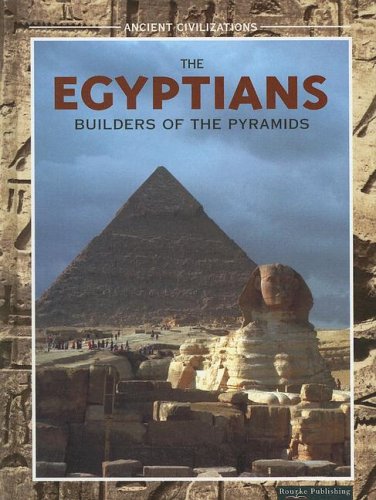 ANCIENT CIVILIZATIONS
THE
EGYPTIANS
BUILDERS OF THE PYRAMIDS
Rourke Publishing